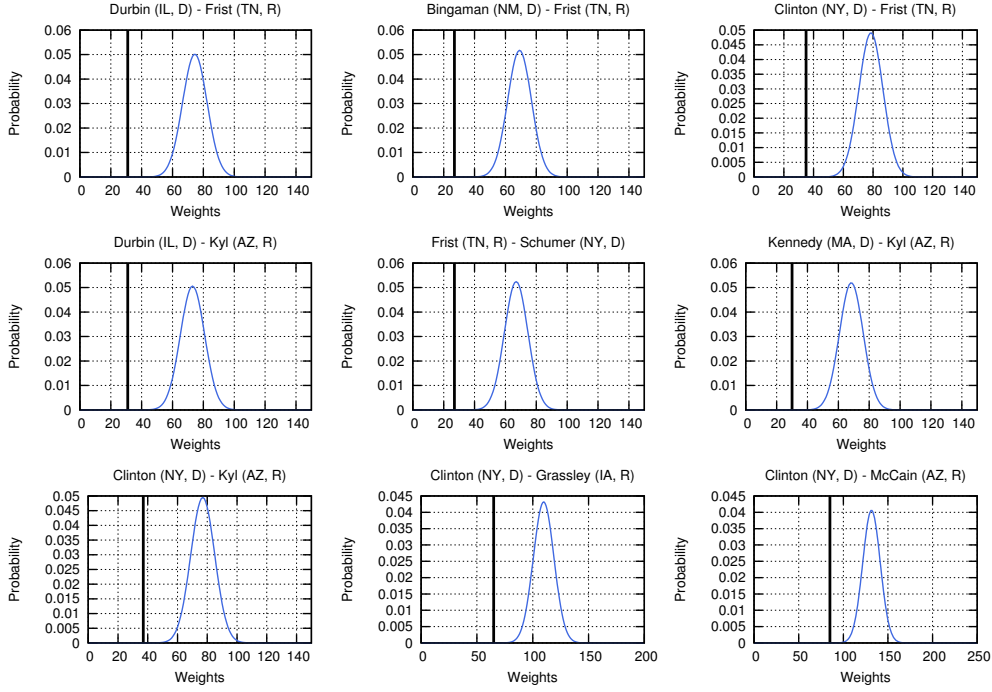 Durbin (IL, D) - Frist (TN, R)
Probability
0.06
0.05
0.04
0.03
0.02
0.01
0
0 20 40 60 80 100 120 140
Weights
Bingaman (NM, D) - Frist (TN, R)
Probability
0.06
0.05
0.04
0.03
0.02
0.01
0
0 20 40 60 80 100 120 140
Weights
Clinton (NY, D) - Frist (TN, R)
Probability
0.05
0.045
0.04
0.035
0.03
0.025
0.02
0.015
0.01
0.005
0
0 20 40 60 80 100 120 140
Weights
Durbin (IL, D) - Kyl (AZ, R)
Probability
0.06
0.05
0.04
0.03
0.02
0.01
0
0 20 40 60 80 100 120 140
Weights
Frist (TN, R) - Schumer (NY, D)
Probability
0.06
0.05
0.04
0.03
0.02
0.01
0
0 20 40 60 80 100 120 140
Weights
Kennedy (MA, D) - Kyl (AZ, R)
Probability
0.06
0.05
0.04
0.03
0.02
0.01
0
0 20 40 60 80 100 120 140
Weights
Clinton (NY, D) - Kyl (AZ, R)
Probability
0.05
0.045
0.04
0.035
0.03
0.025
0.02
0.015
0.01
0.005
0
0 20 40 60 80 100 120 140
Weights
Clinton (NY, D) - Grassley (IA, R)
Probability
0.045
0.04
0.035
0.03
0.025
0.02
0.015
0.01
0.005
0
0 50 100 150 200
Weights
Clinton (NY, D) - McCain (AZ, R)
Probability
0.045
0.04
0.035
0.03
0.025
0.02
0.015
0.01
0.005
0
0 50 100 150 200 250
Weights